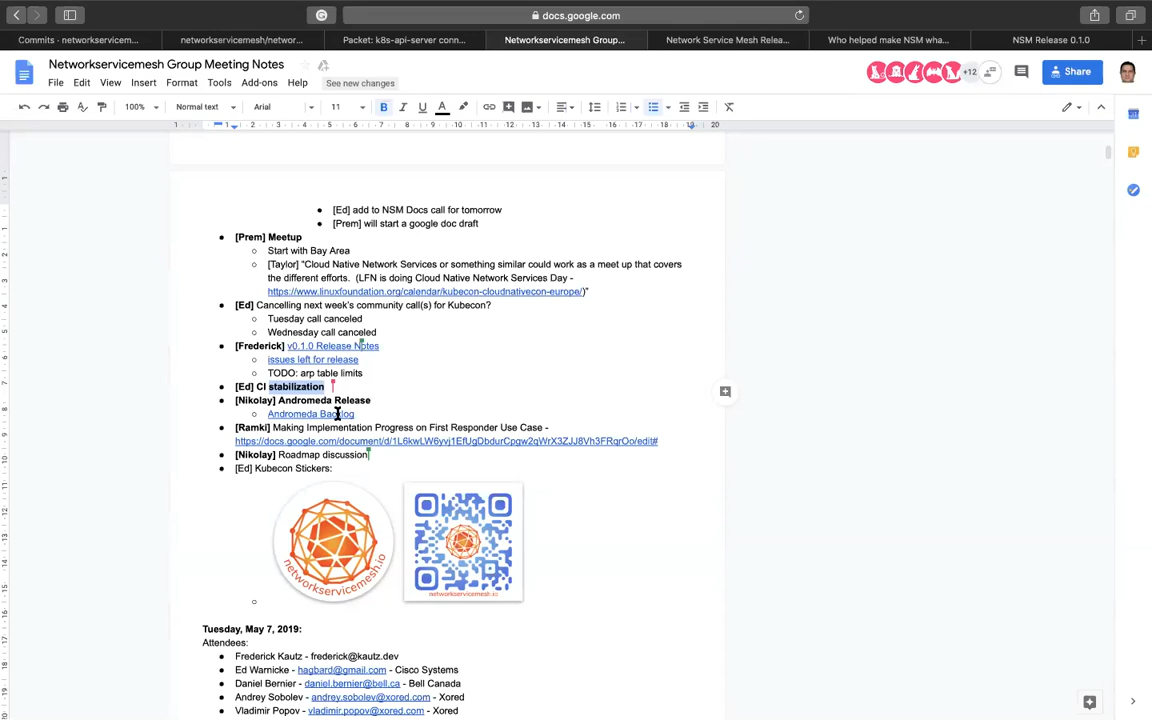 docs.google.com
Commits · networkservicem...
networkservicemesh/networ...
Packet: k8s-api-server conn...
Networkservicemesh Group...
Network Service Mesh Relea...
Who helped make NSM wha...
NSM Release 0.1.0
Networkservicemesh Group Meeting Notes
File Edit View Insert Format Tools Add-ons Help See new changes
+12
Share
100% Normal text Arial 11
[Ed] add to NSM Docs call for tomorrow
[Prem] will start a google doc draft
[Prem] Meetup
Start with Bay Area
[Taylor] "Cloud Native Network Services or something similar could work as a meet up that covers
the different efforts. (LFN is doing Cloud Native Network Services Day -
https://www.linuxfoundation.org/calendar/kubecon-cloudnativecon-europe/)"
[Ed] Cancelling next week's community call(s) for Kubecon?
Tuesday call canceled
Wednesday call canceled
[Frederick] v0.1.0 Release Notes
issues left for release
TODO: arp table limits
[Ed] CI stabilization
[Nikolay] Andromeda Release
Andromeda Backlog
[Ramki] Making Implementation Progress on First Responder Use Case -
https://docs.google.com/document/d/1L6kwLW6yvj1EfUgDbdurCpgw2qWrX3ZJJ8Vh3FRqrOo/edit#
[Nikolay] Roadmap discussion
[Ed] Kubecon Stickers:
networkservicemesh.io
networkservicemesh.io
Tuesday, May 7, 2019:
Attendees:
Frederick Kautz - frederick@kautz.dev
Ed Warnicke - hagbard@gmail.com - Cisco Systems
Daniel Bernier - daniel.bernier@bell.ca - Bell Canada
Andrey Sobolev - andrey.sobolev@xored.com - Xored
Vladimir Popov - vladimir.popov@xored.com - Xored